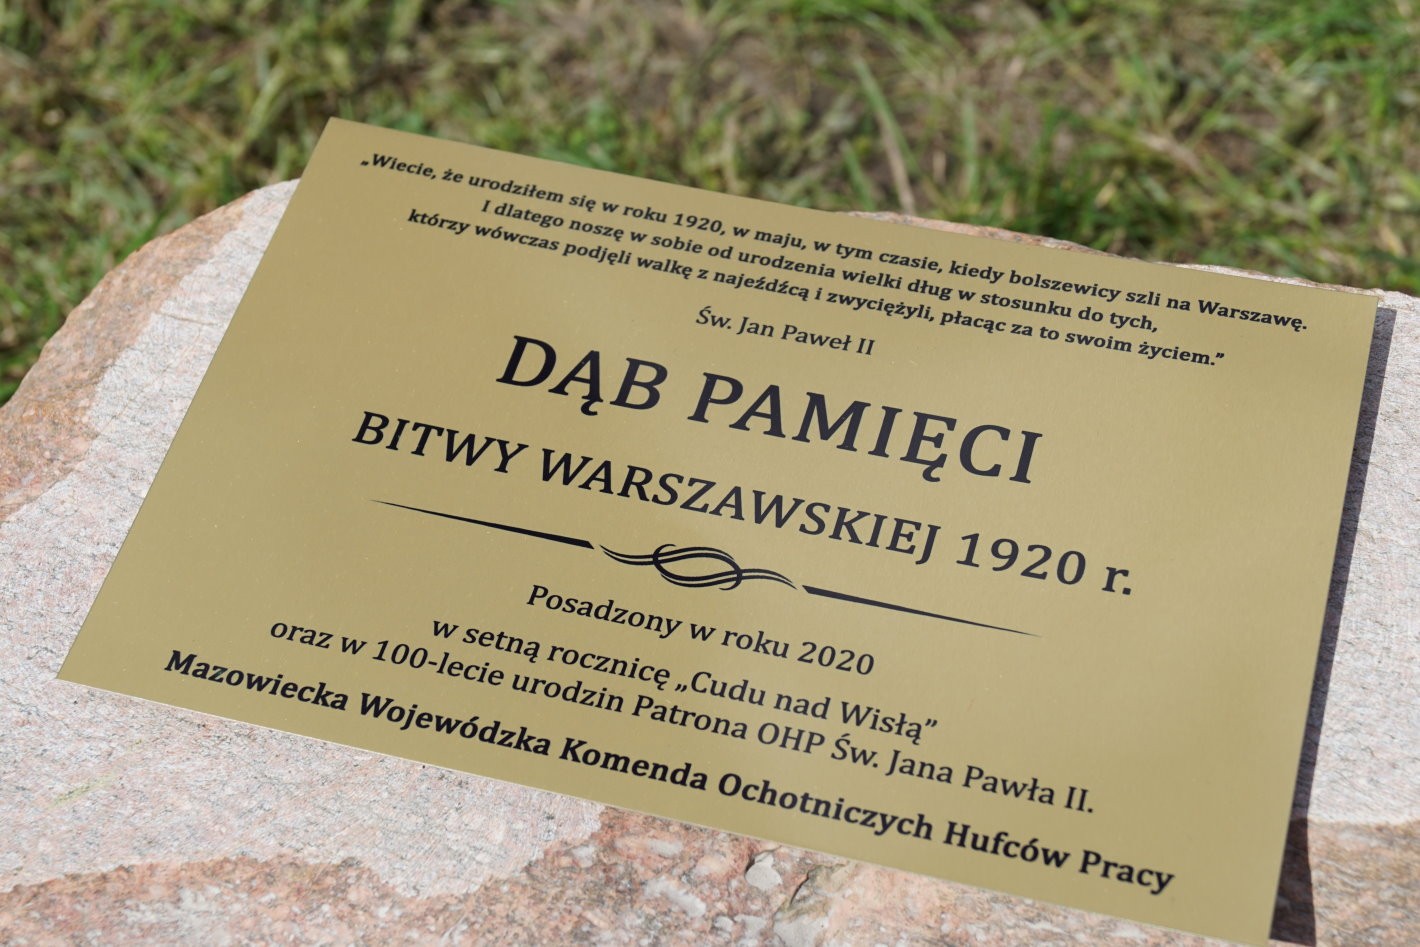 „Wiecie, że urodziłem się w roku 1920, w maju, w tym czasie, kiedy bolszewicy szli na Warszawę.
I dlatego noszę w sobie od urodzenia wielki dług w stosunku do tych,
którzy wówczas podjęli walkę z najeźdźcą i zwyciężyli, płacąc za to swoim życiem.”
Św. Jan Paweł II
DĄB PAMIĘCI
BITWY WARSZAWSKIEJ 1920 r.
Posadzony w roku 2020
w setną rocznicę „Cudu nad Wisłą”
oraz w 100-lecie urodzin Patrona OHP Św. Jana Pawła II.
Mazowiecka Wojewódzka Komenda Ochotniczych Hufców Pracy